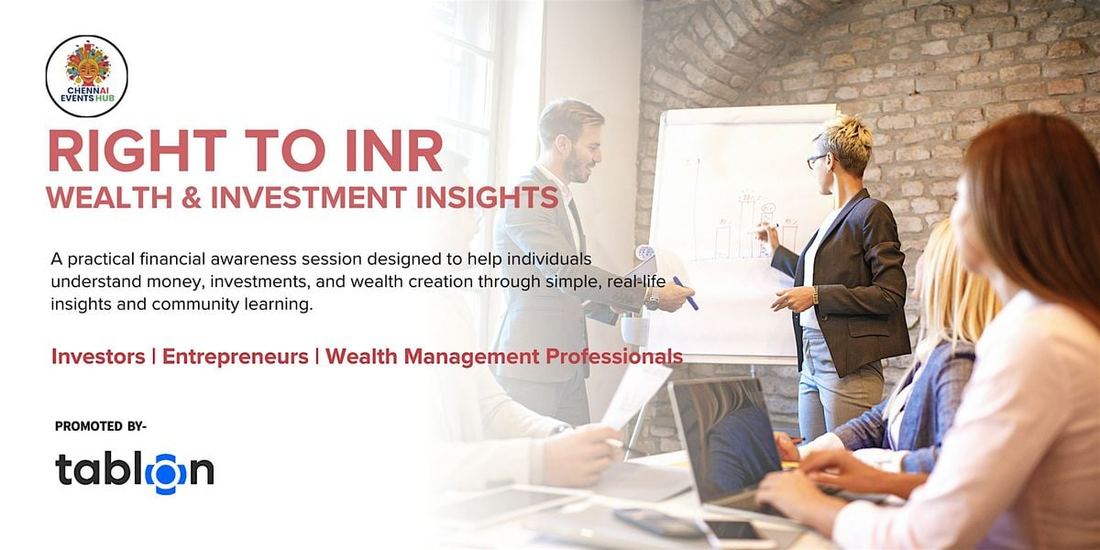 CHENNAI
EVENTS HUB
RIGHT TO INR
WEALTH & INVESTMENT INSIGHTS
A practical financial awareness session designed to help individuals
understand money, investments, and wealth creation through simple, real-life
insights and community learning.
Investors | Entrepreneurs | Wealth Management Professionals
PROMOTED BY-
tablon